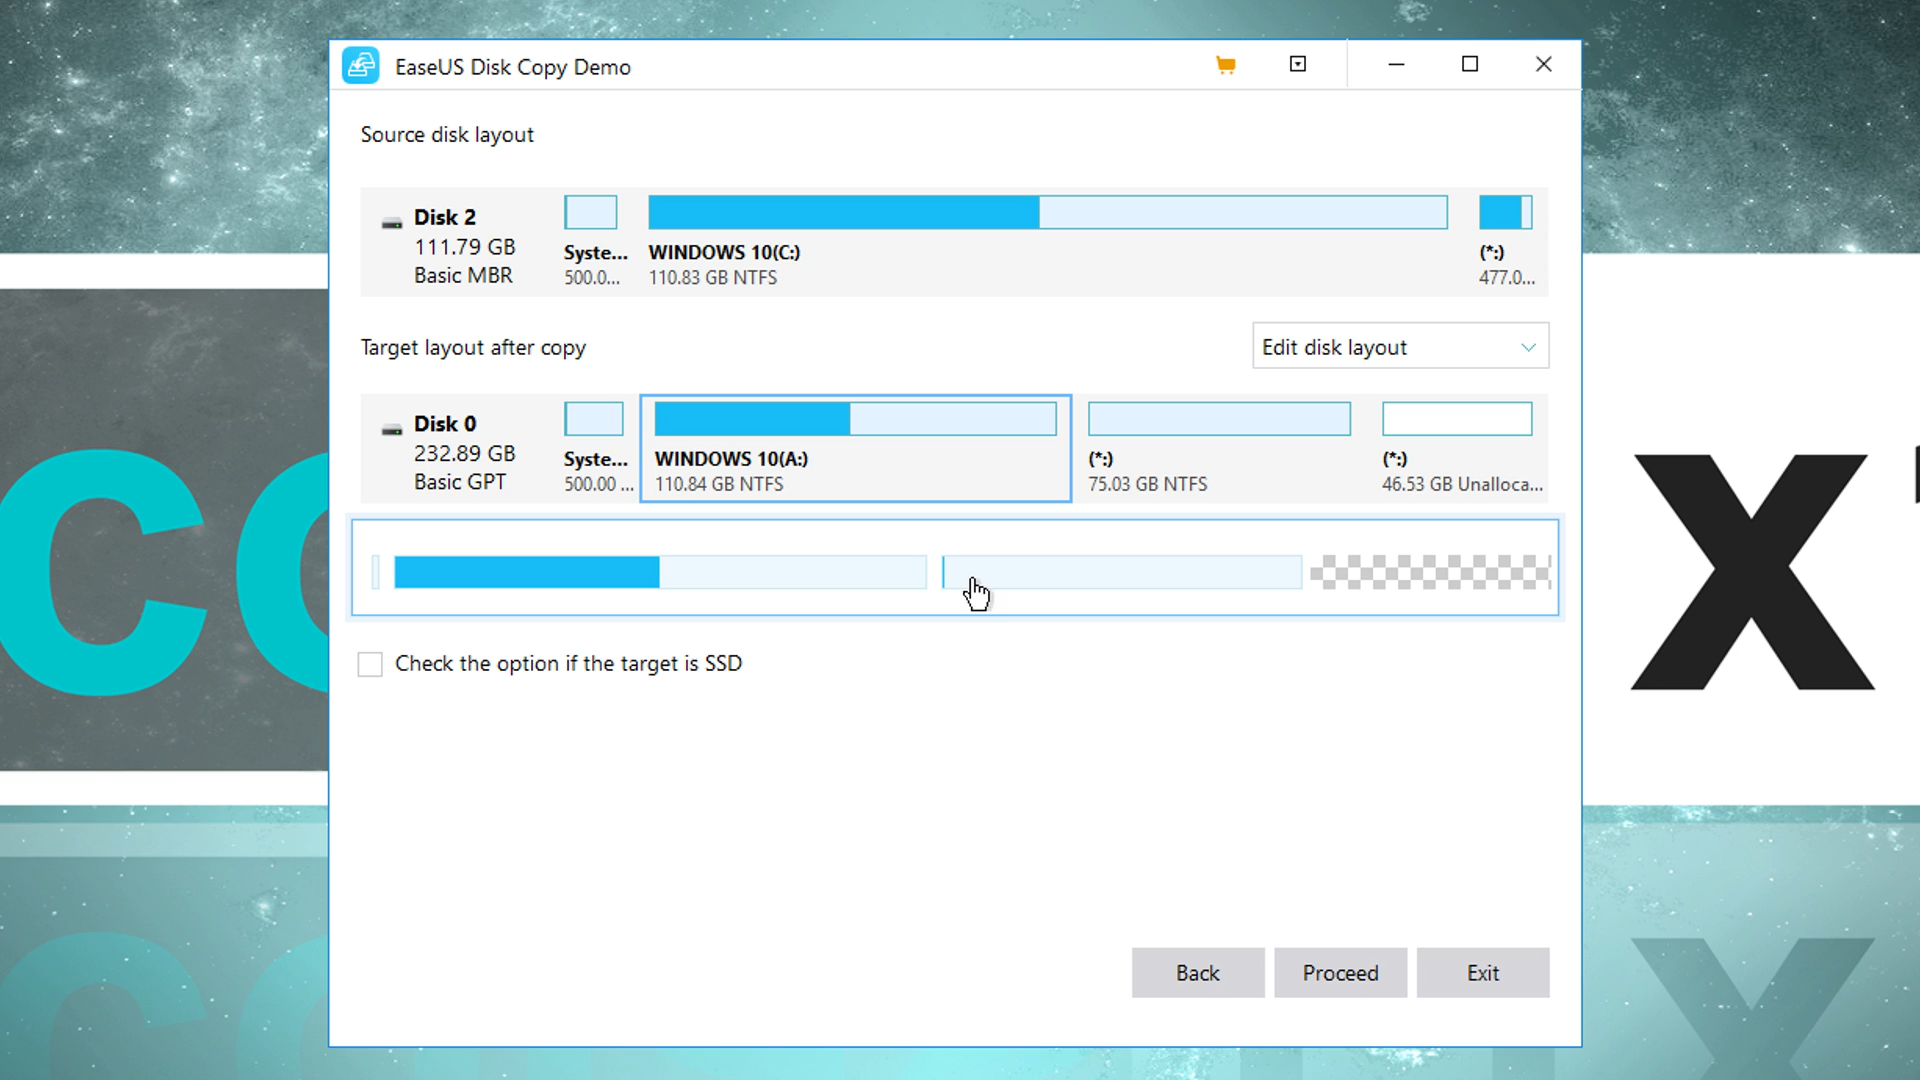 EaseUS Disk Copy Demo
Source disk layout
Disk 2
111.79 GB
Basic MBR
Syste...
500.0...
WINDOWS 10(C:)
110.83 GB NTFS
(*:)
477.0...
Target layout after copy
Edit disk layout
Disk 0
232.89 GB
Basic GPT
Syste...
500.00 ...
WINDOWS 10(A:)
110.84 GB NTFS
(*:)
75.03 GB NTFS
(*:)
46.53 GB Unalloca...
Check the option if the target is SSD
Back
Proceed
Exit